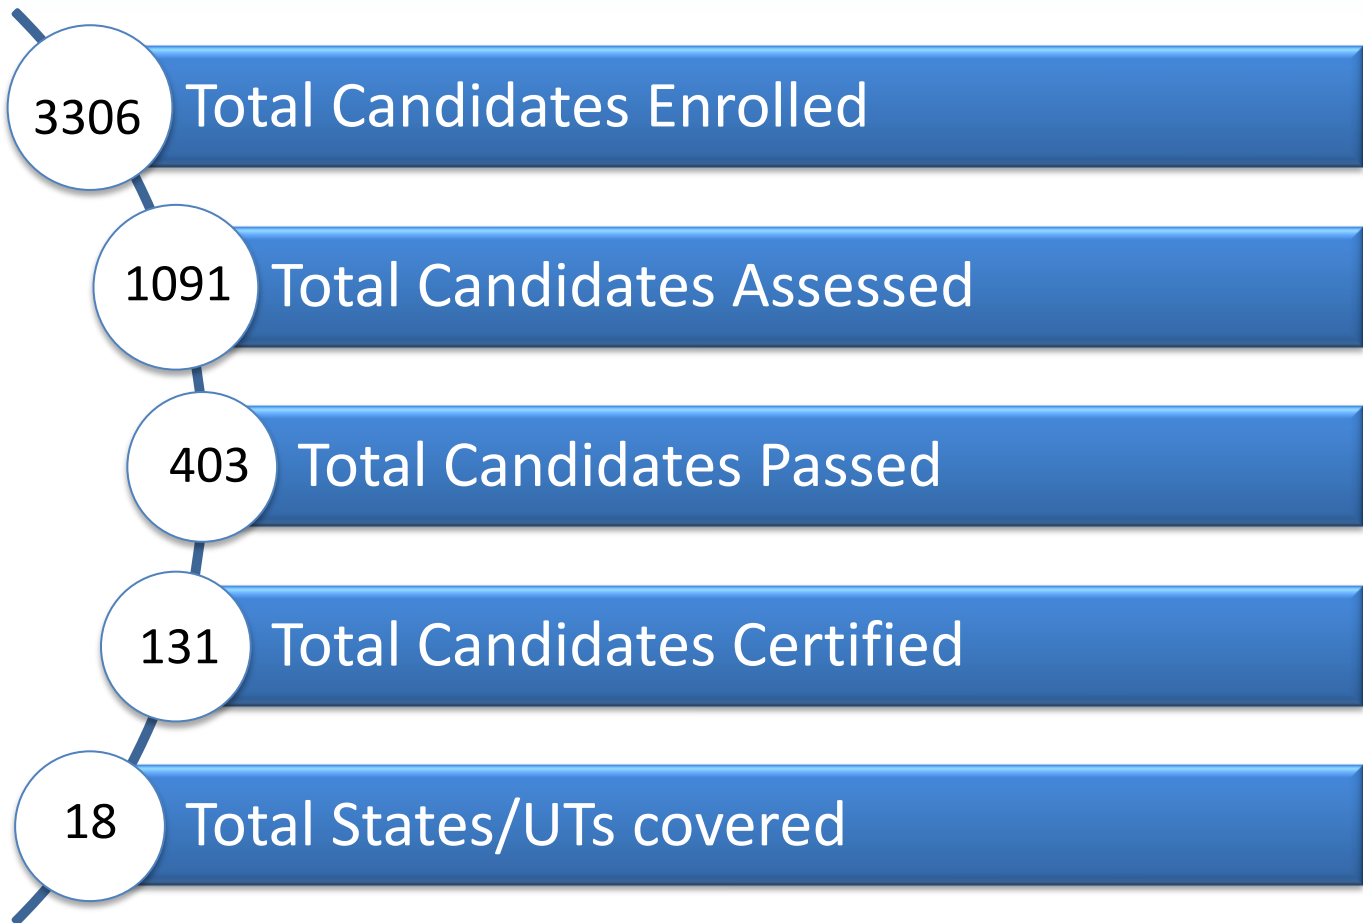 3306 Total Candidates Enrolled
1091 Total Candidates Assessed
403 Total Candidates Passed
131 Total Candidates Certified
18 Total States/UTs covered